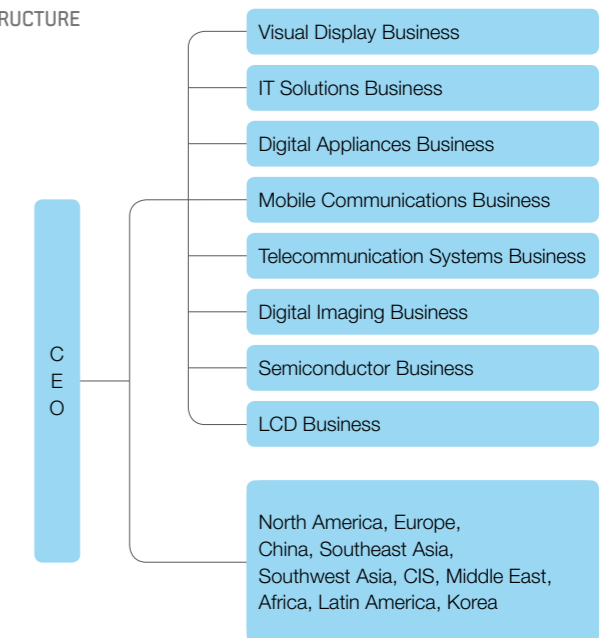 RUCTURE
Visual Display Business
IT Solutions Business
Digital Appliances Business
Mobile Communications Business
Telecommunication Systems Business
Digital Imaging Business
Semiconductor Business
LCD Business
C
E
O
North America, Europe,
China, Southeast Asia,
Southwest Asia, CIS, Middle East,
Africa, Latin America, Korea